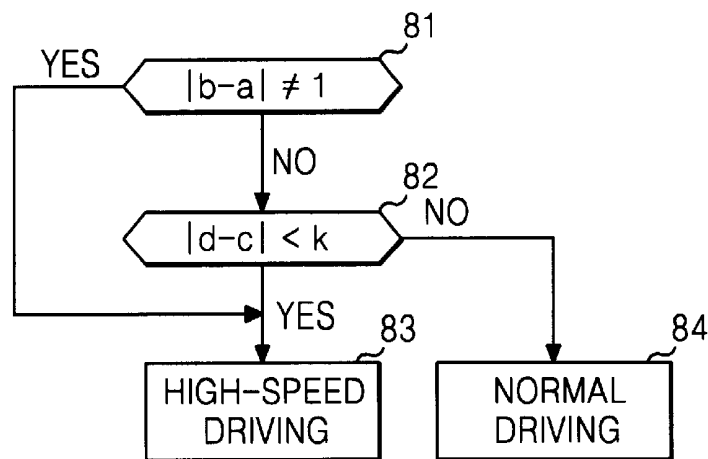 81
YES
|b-a| ≠ 1
NO
82
|d-c| < k
NO
YES
83
84
HIGH-SPEED
DRIVING
NORMAL
DRIVING